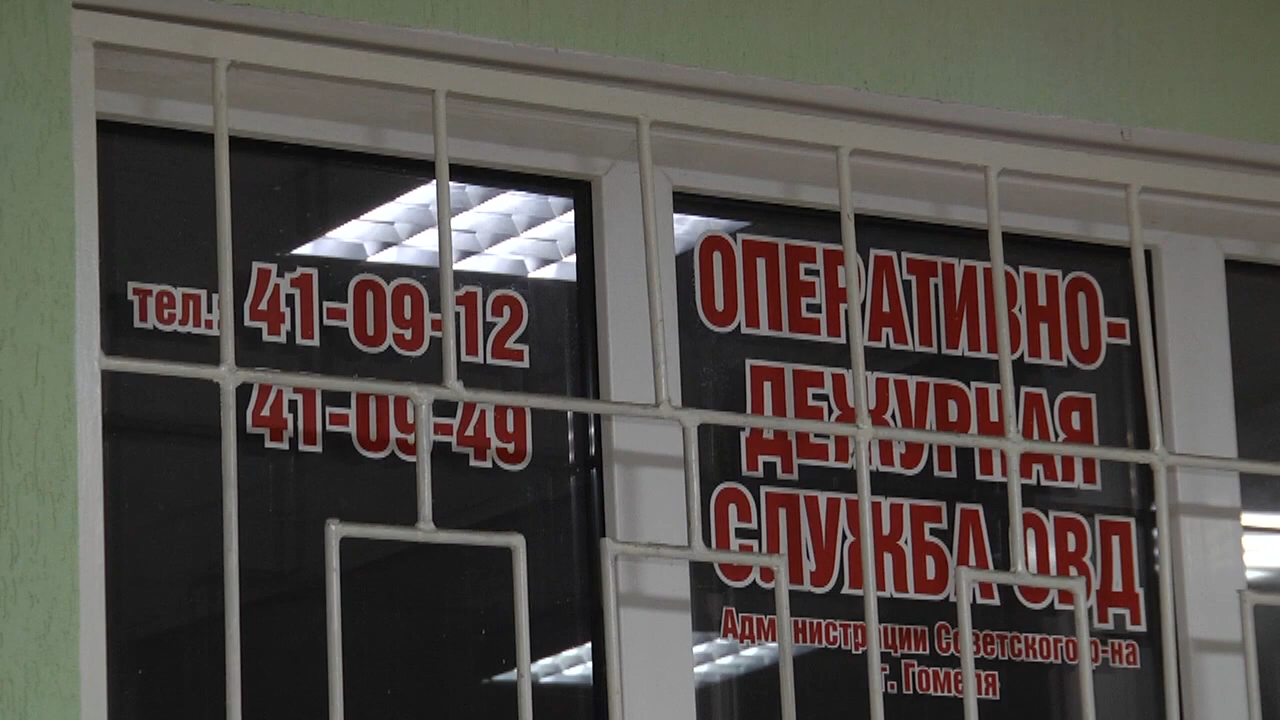 тел.: 41-09-12
41-09-49
ОПЕРАТИВНО-
ДЕЖУРНАЯ
СЛУЖБА ОВД
Администрации Советского р-на
г. Гомеля